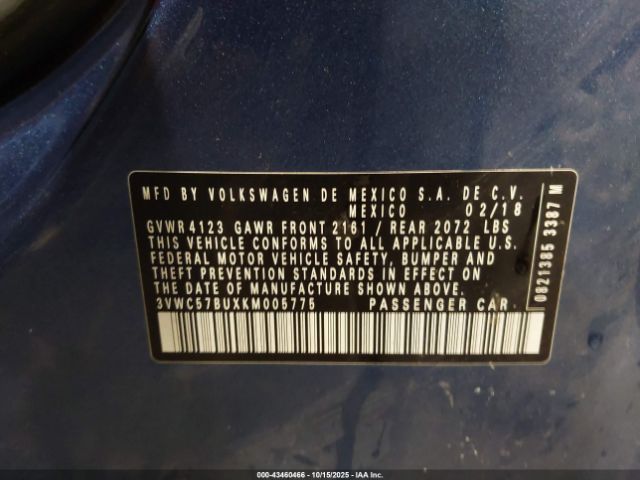 MFD BY VOLKSWAGEN DE MEXICO S.A. DE C.V.
MEXICO 02/18
GVWR 4123 GAWR FRONT 2161 / REAR 2072 LBS
THIS VEHICLE CONFORMS TO ALL APPLICABLE U.S.
FEDERAL MOTOR VEHICLE SAFETY, BUMPER AND
THEFT PREVENTION STANDARDS IN EFFECT ON
THE DATE OF MANUFACTURE SHOWN ABOVE.
3VWC57BUXKM005775 PASSENGER CAR
0821385 3387 M
000-43460466 - 10/15/2025 - IAA Inc.